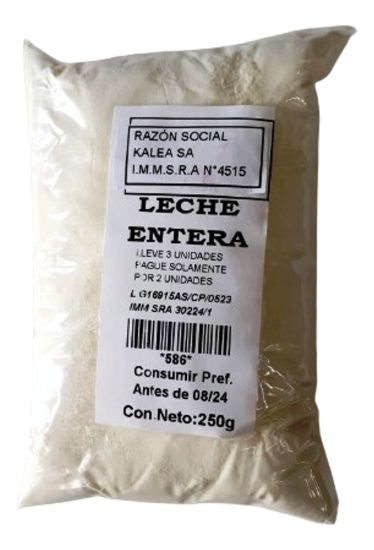 RAZÓN SOCIAL
KALEA SA
I.M.M.S.R.A N°4515
LECHE
ENTERA
LLEVE 3 UNIDADES
PAGUE SOLAMENTE
POR 2 UNIDADES
L.G16915AS/CP/0523
IMM SRA 30224/1
*586*
Consumir Pref.
Antes de 08/24
Con.Neto:250g